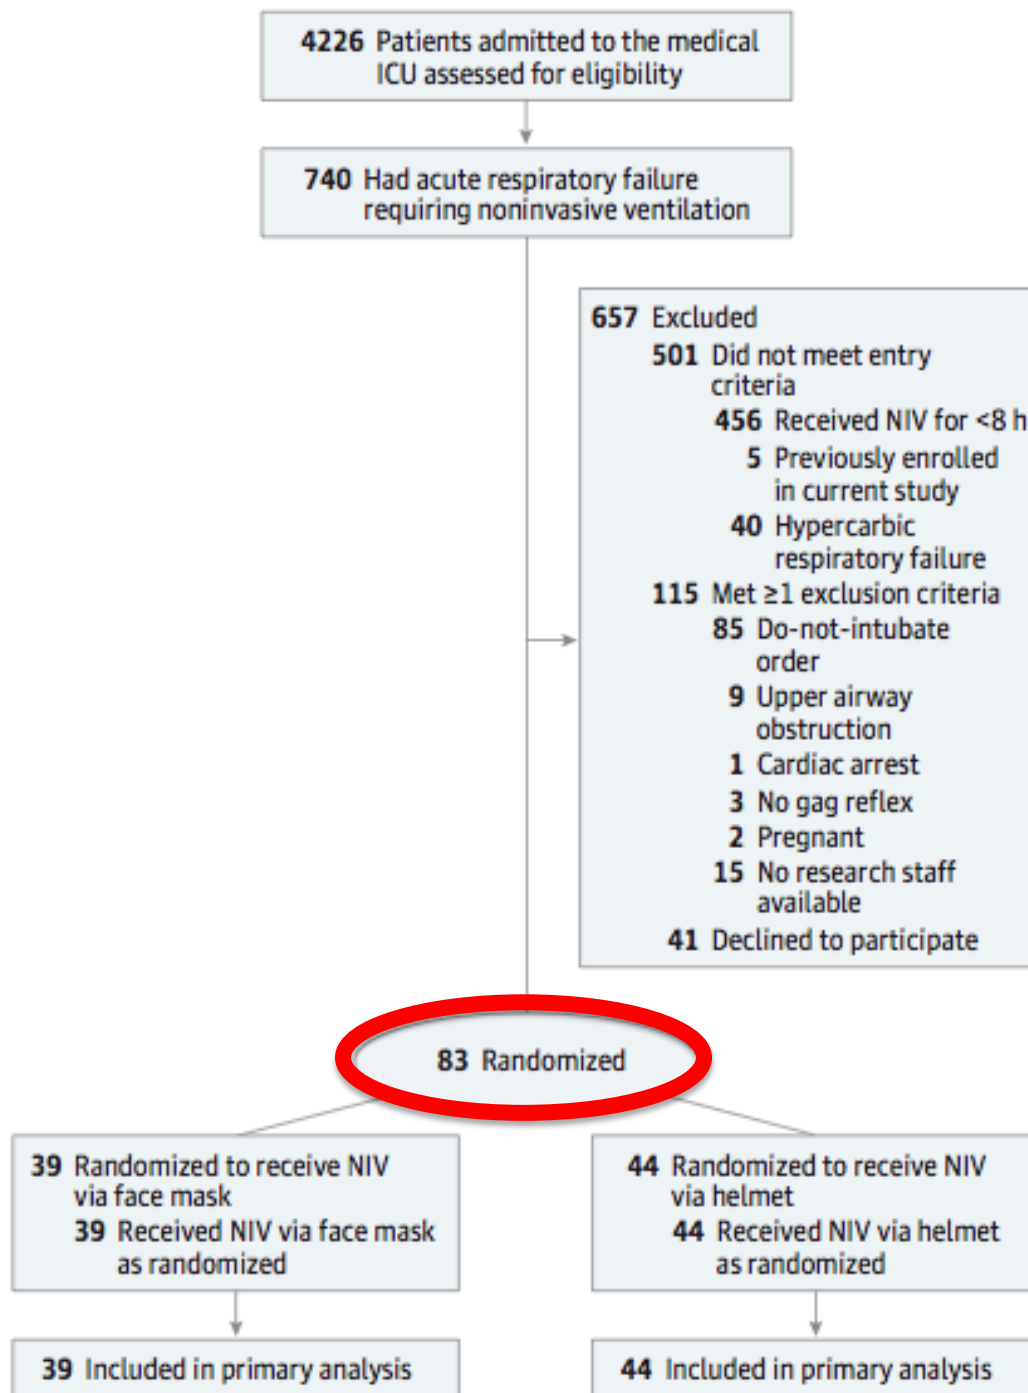 4226 Patients admitted to the medical
ICU assessed for eligibility
740 Had acute respiratory failure
requiring noninvasive ventilation
657 Excluded
501 Did not meet entry
criteria
456 Received NIV for <8 h
5 Previously enrolled
in current study
40 Hypercarbic
respiratory failure
115 Met ≥1 exclusion criteria
85 Do-not-intubate
order
9 Upper airway
obstruction
1 Cardiac arrest
3 No gag reflex
2 Pregnant
15 No research staff
available
41 Declined to participate
83 Randomized
39 Randomized to receive NIV
via face mask
39 Received NIV via face mask
as randomized
44 Randomized to receive NIV
via helmet
44 Received NIV via helmet
as randomized
39 Included in primary analysis
44 Included in primary analysis